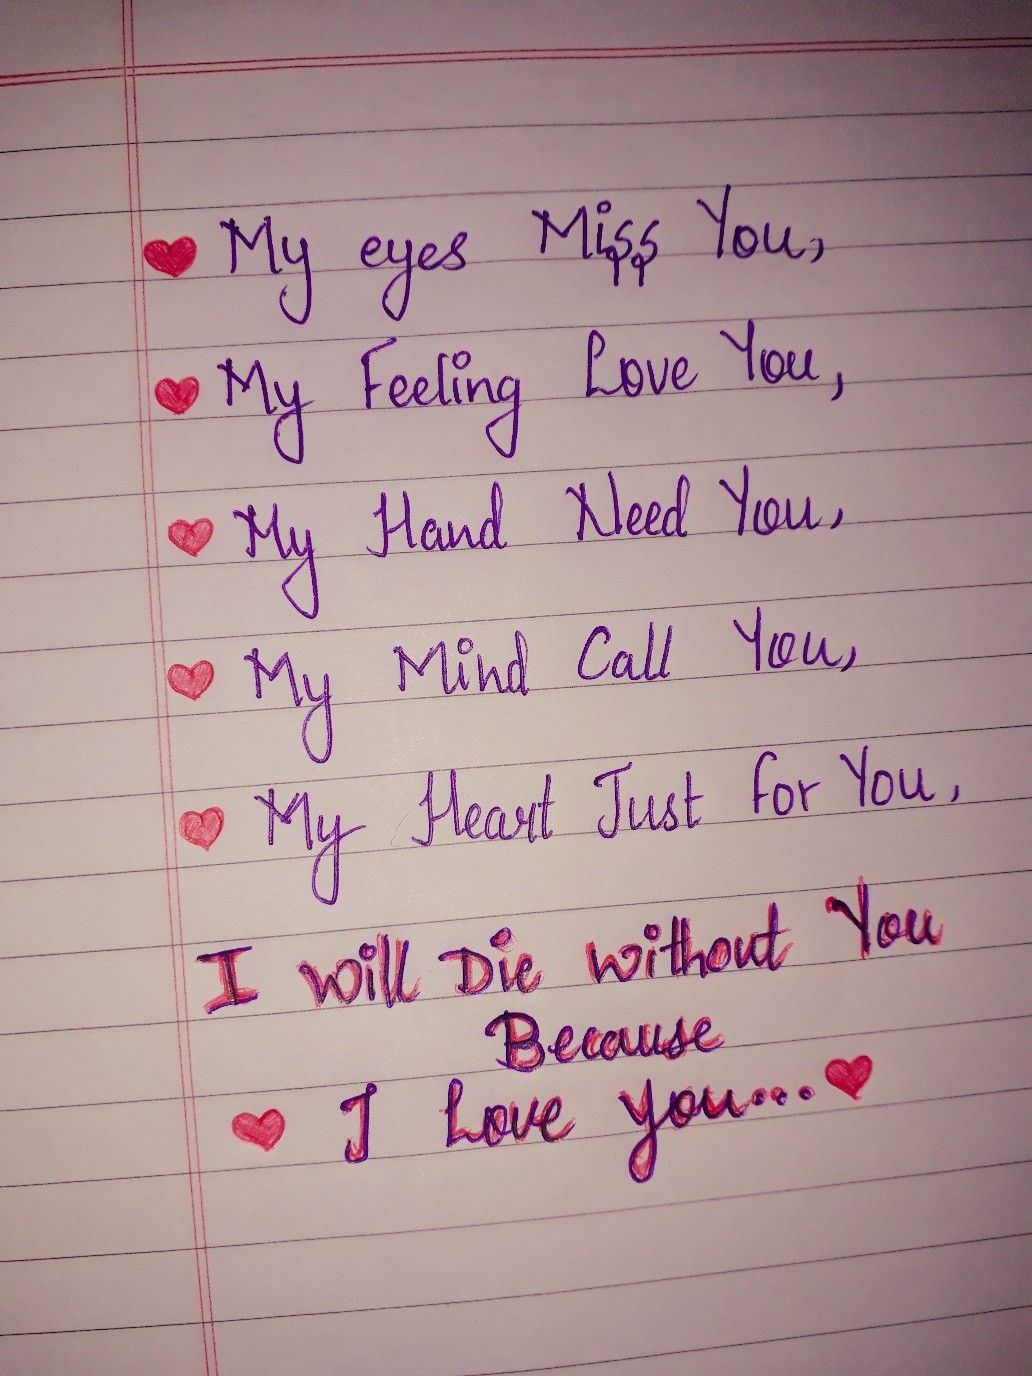 My eyes Miss You,
My Feeling Love You,
My Hand Need You,
My Mind Call You,
My Heart Just for You,
I will Die without You
Because
I Love you...